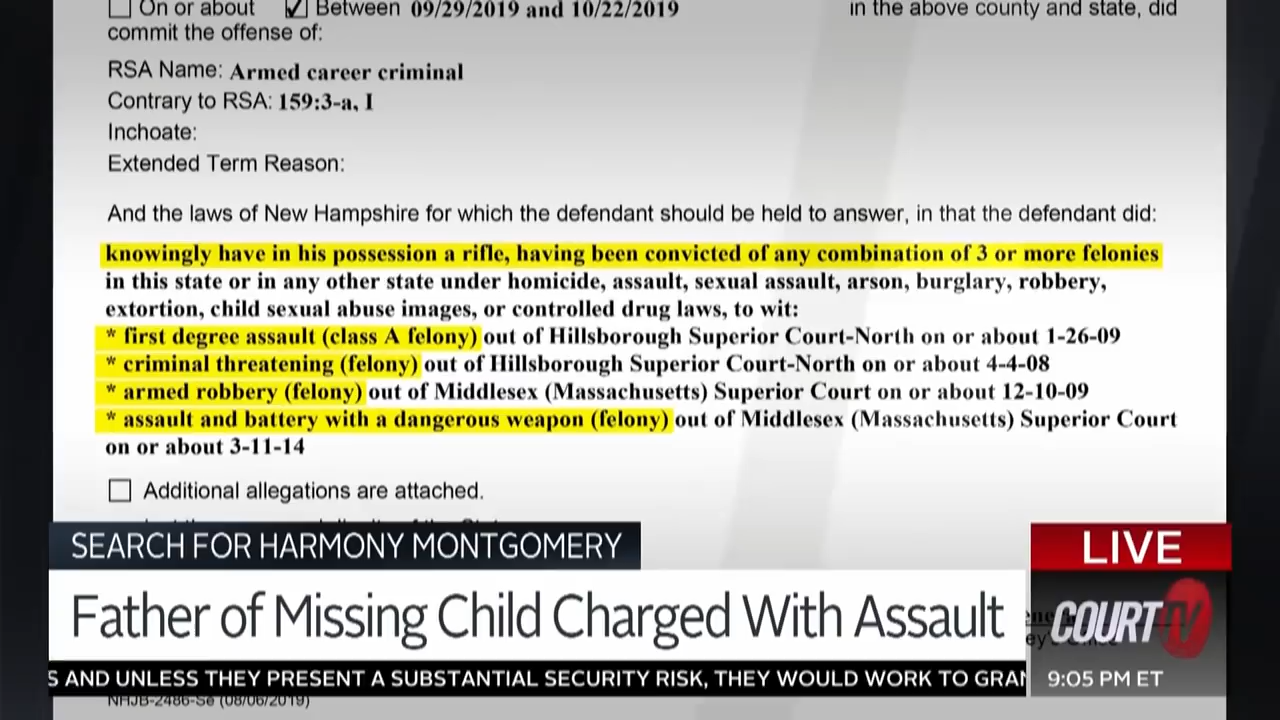 On or about Between 09/29/2019 and 10/22/2019 in the above county and state, did
commit the offense of:
RSA Name: Armed career criminal
Contrary to RSA: 159:3-a, I
Inchoate:
Extended Term Reason:
And the laws of New Hampshire for which the defendant should be held to answer, in that the defendant did:
knowingly have in his possession a rifle, having been convicted of any combination of 3 or more felonies
in this state or in any other state under homicide, assault, sexual assault, arson, burglary, robbery,
extortion, child sexual abuse images, or controlled drug laws, to wit:
* first degree assault (class A felony) out of Hillsborough Superior Court-North on or about 1-26-09
* criminal threatening (felony) out of Hillsborough Superior Court-North on or about 4-4-08
* armed robbery (felony) out of Middlesex (Massachusetts) Superior Court on or about 12-10-09
* assault and battery with a dangerous weapon (felony) out of Middlesex (Massachusetts) Superior Court
on or about 3-11-14
Additional allegations are attached.
SEARCH FOR HARMONY MONTGOMERY
LIVE
Father of Missing Child Charged With Assault
COURT TV
S AND UNLESS THEY PRESENT A SUBSTANTIAL SECURITY RISK, THEY WOULD WORK TO GRAN
9:05 PM ET
NHJB-2486-Se (08/06/2019)